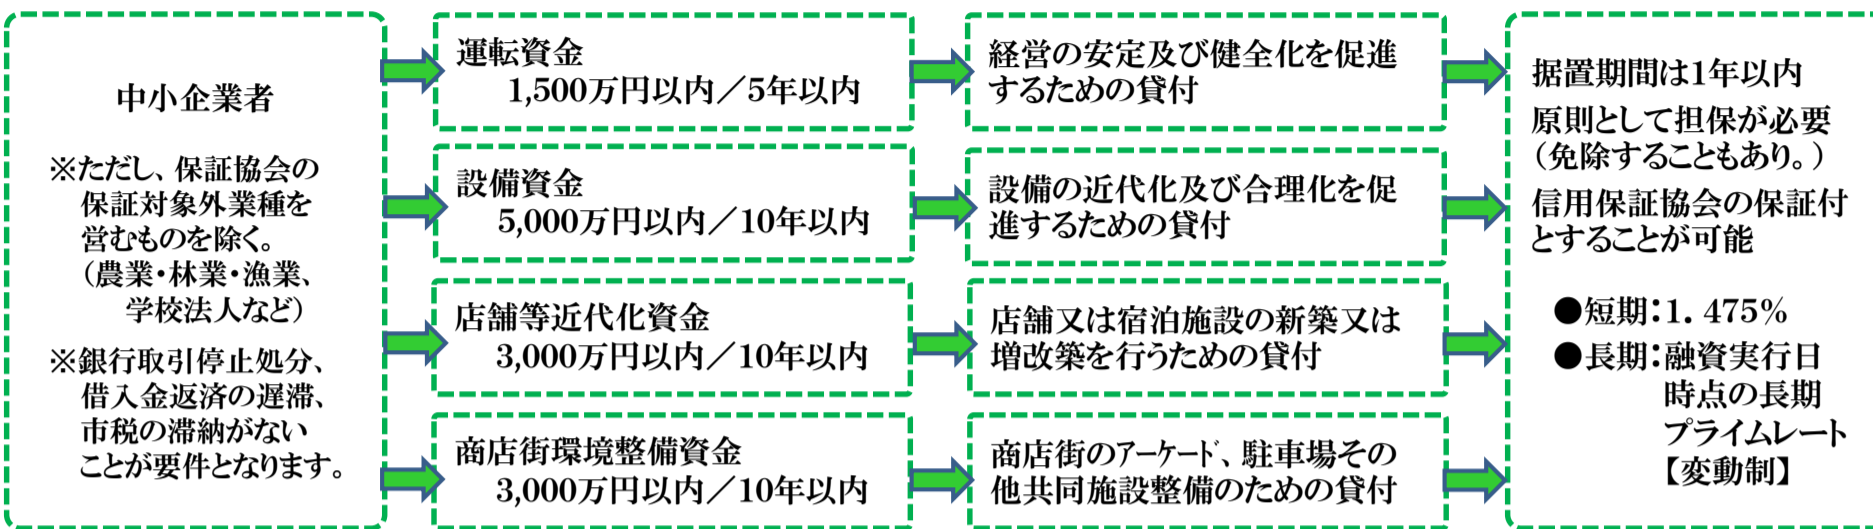 中小企業者
※ただし、保証協会の
保証対象外業種を
営むものを除く。
（農業・林業・漁業、
学校法人など）
※銀行取引停止処分、
借入金返済の遅滞、
市税の滞納がない
ことが要件となります。
運転資金
1,500万円以内／5年以内
経営の安定及び健全化を促進
するための貸付
設備資金
5,000万円以内／10年以内
設備の近代化及び合理化を促
進するための貸付
店舗等近代化資金
3,000万円以内／10年以内
店舗又は宿泊施設の新築又は
増改築を行うための貸付
商店街環境整備資金
3,000万円以内／10年以内
商店街のアーケード、駐車場その
他共同施設整備のための貸付
据置期間は1年以内
原則として担保が必要
（免除することもあり。）
信用保証協会の保証付
とすることが可能
●短期：1．475％
●長期：融資実行日
時点の長期
プライムレート
【変動制】